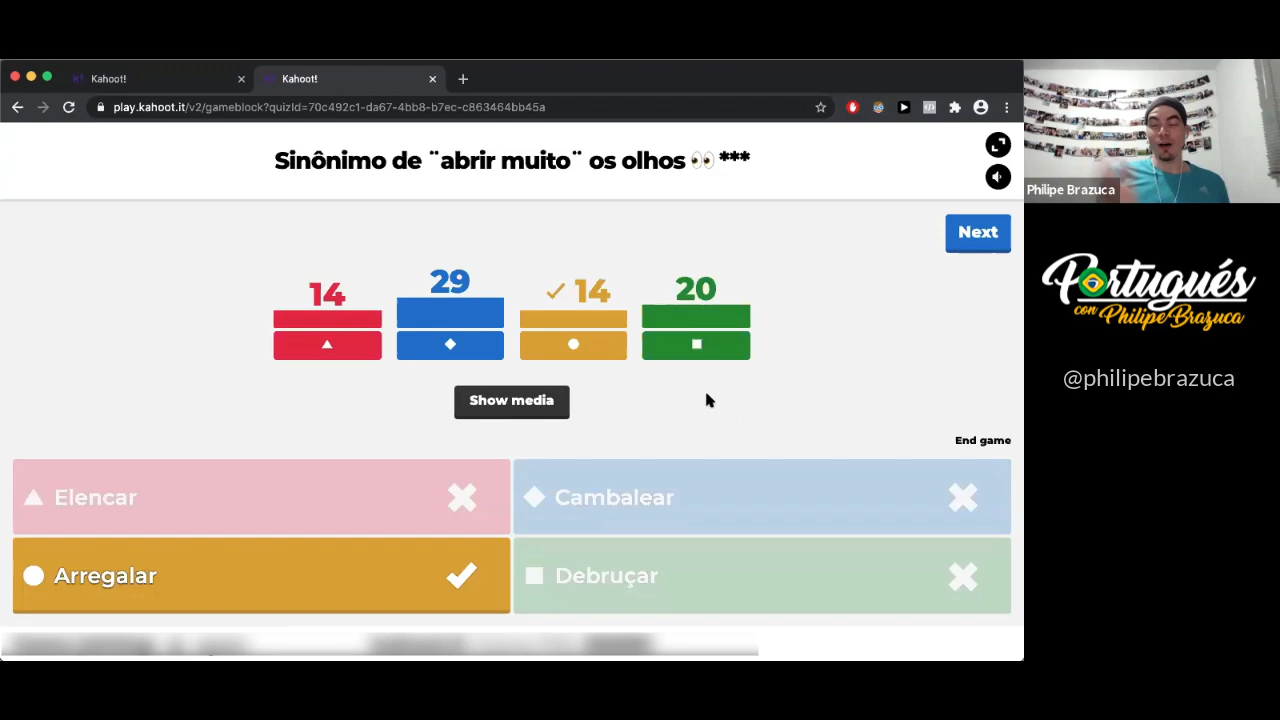 Kahoot!
Kahoot!
play.kahoot.it/v2/gameblock?quizId=70c492c1-da67-4bb8-b7ec-c863464bb45a
Sinônimo de ¨abrir muito¨ os olhos 👀 ***
Philipe Brazuca
Next
14
29
14
20
Portugués
con Philipe Brazuca
Show media
@philipebrazuca
End game
Elencar
Cambalear
Arregalar
Debruçar